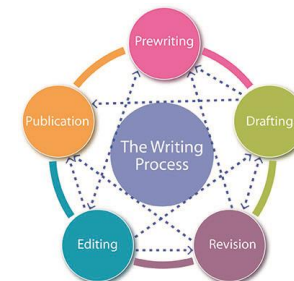 Prewriting
Publication
Drafting
The Writing
Process
Editing
Revision